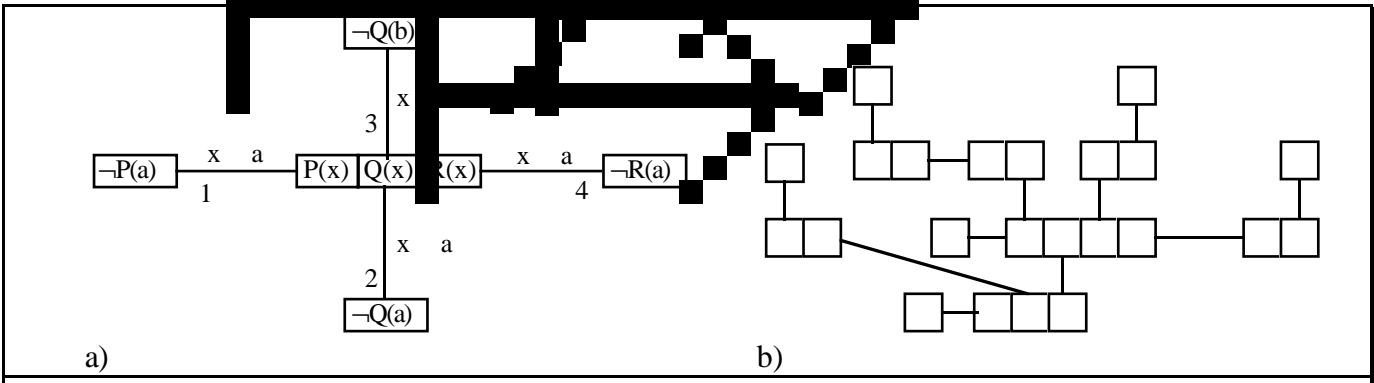 ¬Q(b)
x
3
x a
x a
¬P(a)
P(x) Q(x) (x)
¬R(a)
1
4
x a
2
¬Q(a)
a)
b)